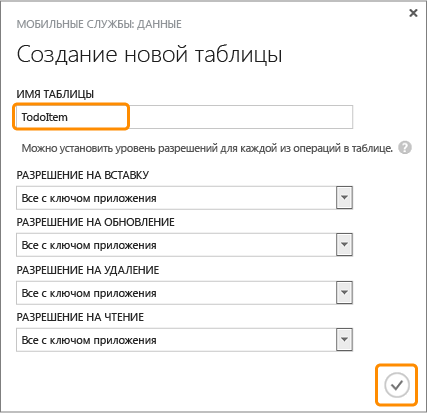 МОБИЛЬНЫЕ СЛУЖБЫ: ДАННЫЕ
Создание новой таблицы
ИМЯ ТАБЛИЦЫ
TodoItem
Можно установить уровень разрешений для каждой из операций в таблице. ?
РАЗРЕШЕНИЕ НА ВСТАВКУ
Все с ключом приложения
РАЗРЕШЕНИЕ НА ОБНОВЛЕНИЕ
Все с ключом приложения
РАЗРЕШЕНИЕ НА УДАЛЕНИЕ
Все с ключом приложения
РАЗРЕШЕНИЕ НА ЧТЕНИЕ
Все с ключом приложения